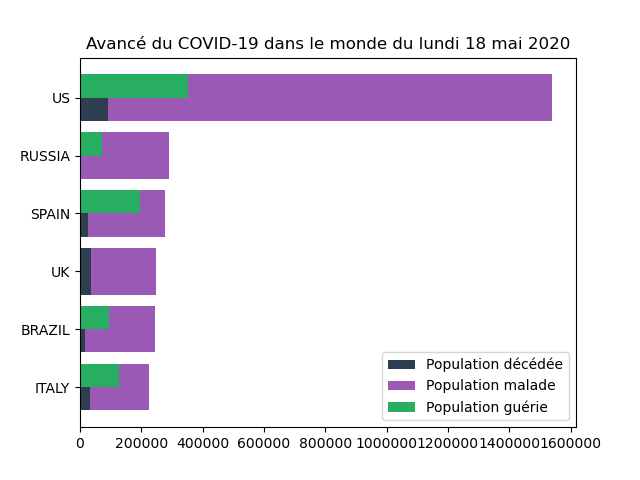 Avancé du COVID-19 dans le monde du lundi 18 mai 2020
US
RUSSIA
SPAIN
UK
BRAZIL
ITALY
Population décédée
Population malade
Population guérie
0 200000 400000 600000 800000 1000000 1200000 1400000 1600000